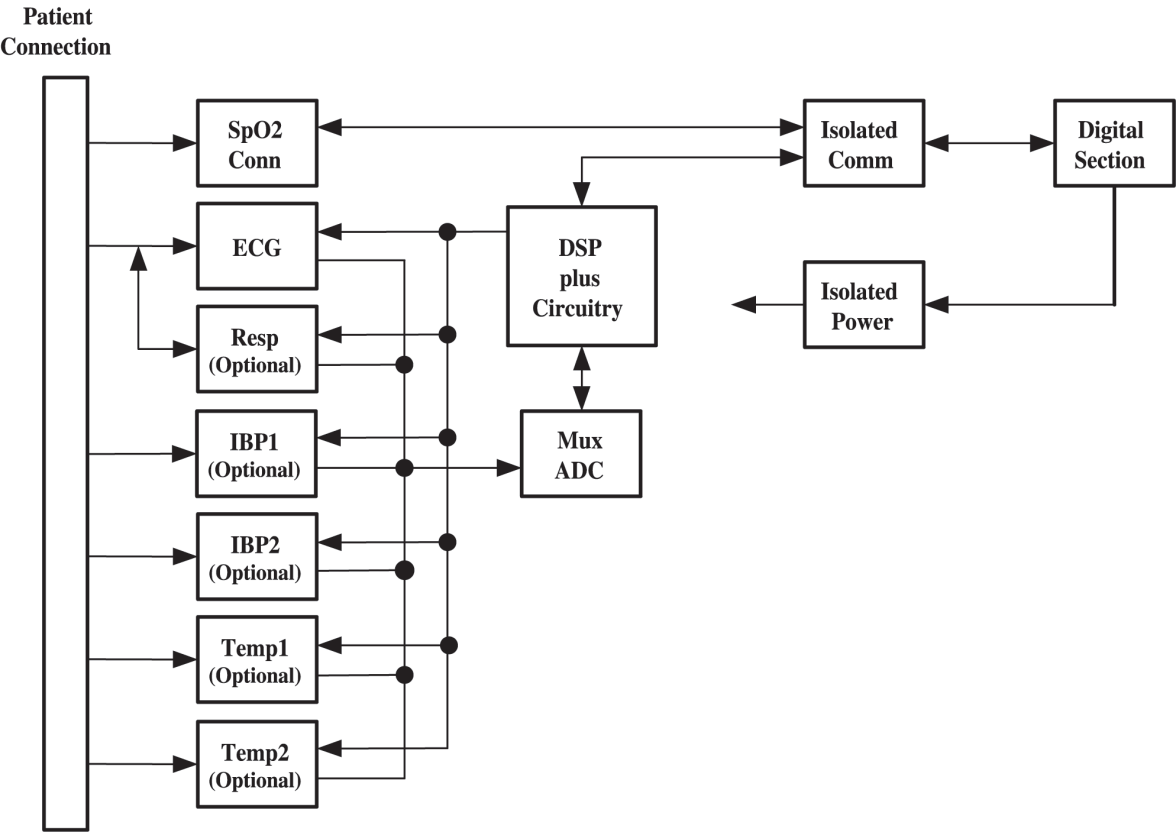 Patient
Connection
SpO2
Conn
Isolated
Comm
Digital
Section
ECG
DSP
plus
Circuitry
Isolated
Power
Resp
(Optional)
IBP1
(Optional)
Mux
ADC
IBP2
(Optional)
Temp1
(Optional)
Temp2
(Optional)